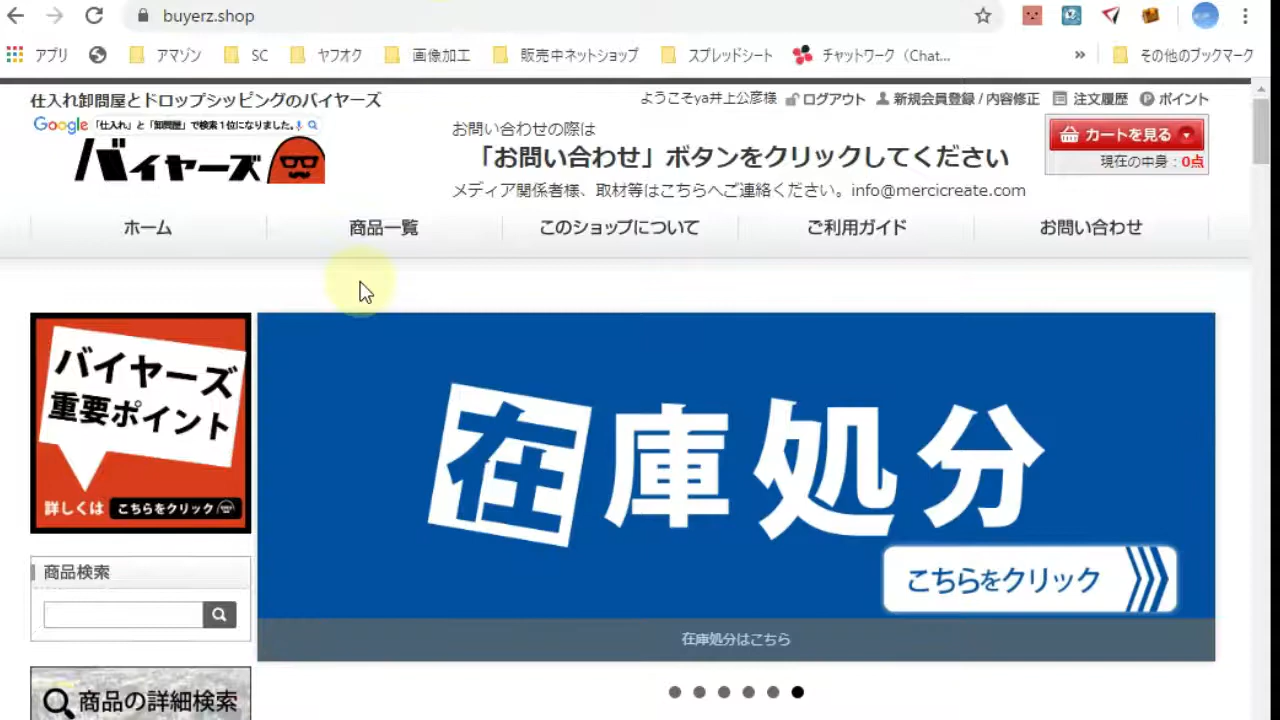 buyerz.shop
アプリ
アマゾン
SC
ヤフオク
画像加工
販売中ネットショップ
スプレッドシート
チャットワーク（Chat...
»
その他のブックマーク
仕入れ卸問屋とドロップシッピングのバイヤーズ
ようこそya井上公彦様
ログアウト
新規会員登録 / 内容修正
注文履歴
ポイント
Google 「仕入れ」と「卸問屋」で検索1位になりました。
バイヤーズ
お問い合わせの際は
「お問い合わせ」ボタンをクリックしてください
メディア関係者様、取材等はこちらへご連絡ください。info@mercicreate.com
カートを見る
現在の中身：0点
ホーム
商品一覧
このショップについて
ご利用ガイド
お問い合わせ
バイヤーズ
重要ポイント
詳しくは こちらをクリック
在庫処分
こちらをクリック
在庫処分はこちら
商品検索
商品の詳細検索